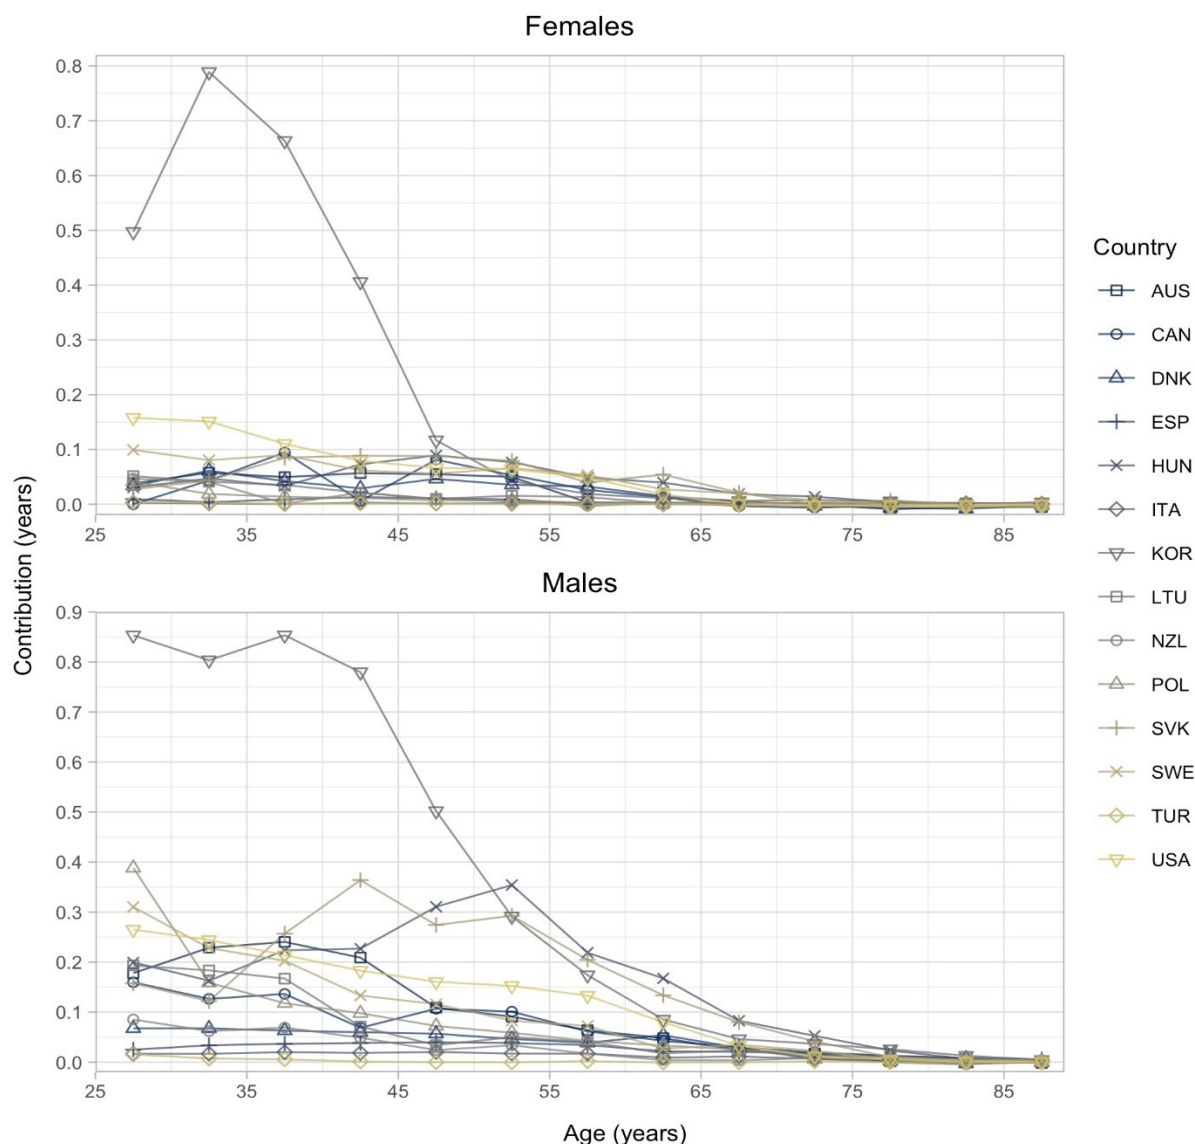 Females
0.8
0.7
0.6
0.5
0.4
0.3
0.2
0.1
0.0
25 35 45 55 65 75 85
Contribution (years)
Males
0.9
0.8
0.7
0.6
0.5
0.4
0.3
0.2
0.1
0.0
25 35 45 55 65 75 85
Age (years)
Country
AUS
CAN
DNK
ESP
HUN
ITA
KOR
LTU
NZL
POL
SVK
SWE
TUR
USA